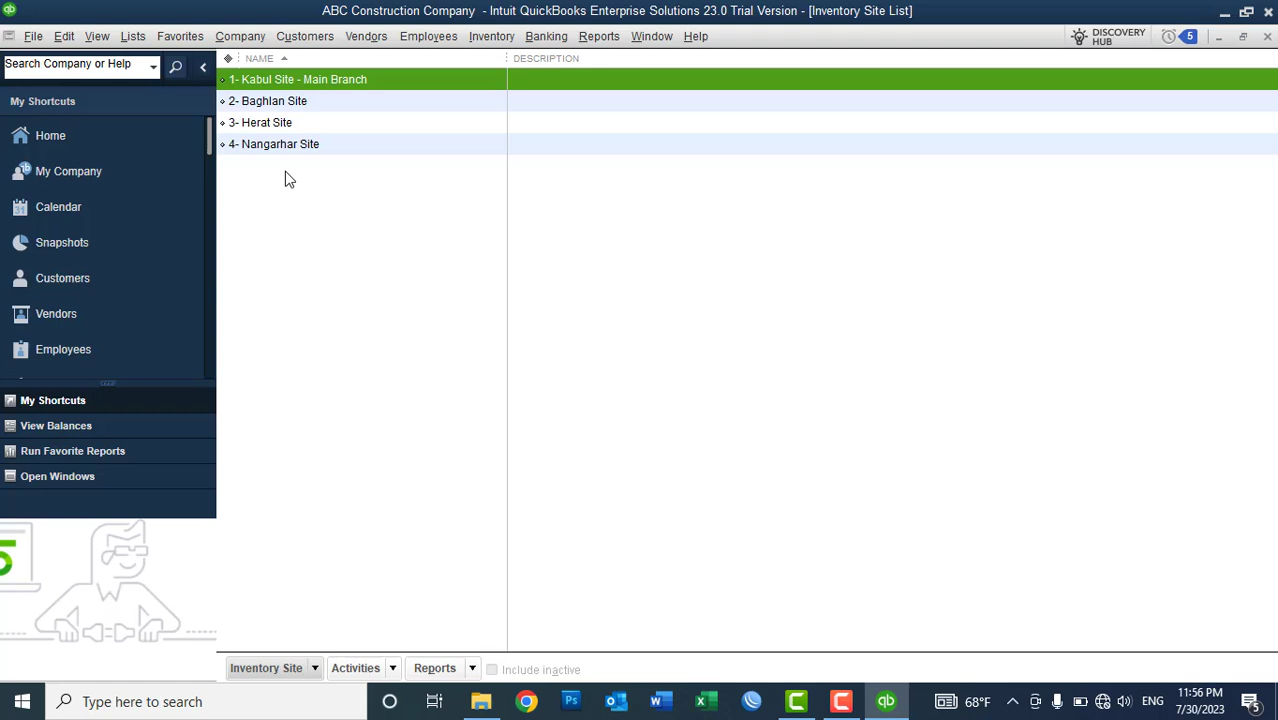 ABC Construction Company - Intuit QuickBooks Enterprise Solutions 23.0 Trial Version - [Inventory Site List]
File Edit View Lists Favorites Company Customers Vendors Employees Inventory Banking Reports Window Help
DISCOVERY
HUB
5
Search Company or Help
My Shortcuts
Home
My Company
Calendar
Snapshots
Customers
Vendors
Employees
My Shortcuts
View Balances
Run Favorite Reports
Open Windows
NAME DESCRIPTION
1- Kabul Site - Main Branch
2- Baghlan Site
3- Herat Site
4- Nangarhar Site
Inventory Site Activities Reports Include inactive
Type here to search
68°F
ENG
11:56 PM
7/30/2023
5